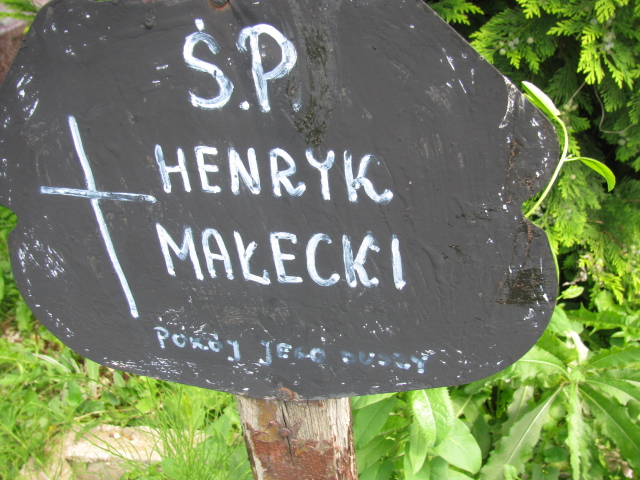 Ś.P.
HENRYK
MAŁECKI
POKÓJ JEGO DUSZY